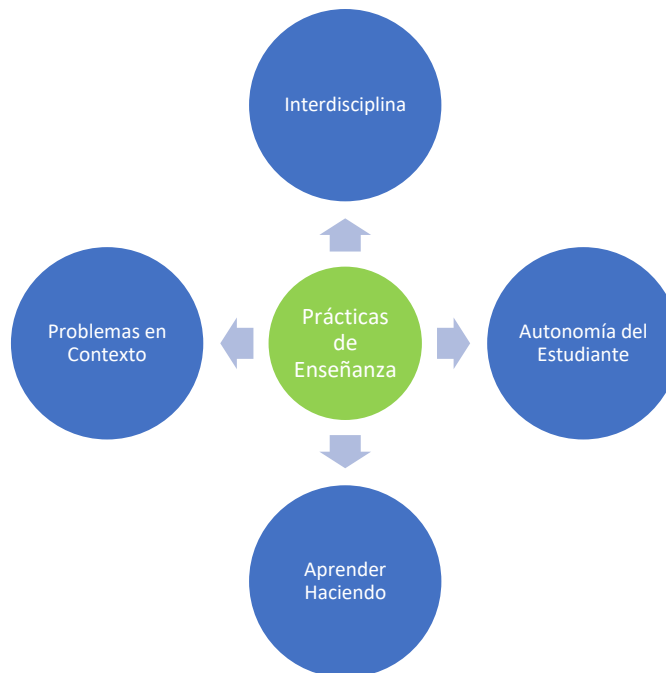 Interdisciplina
Problemas en
Contexto
Prácticas
de
Enseñanza
Autonomía del
Estudiante
Aprender
Haciendo